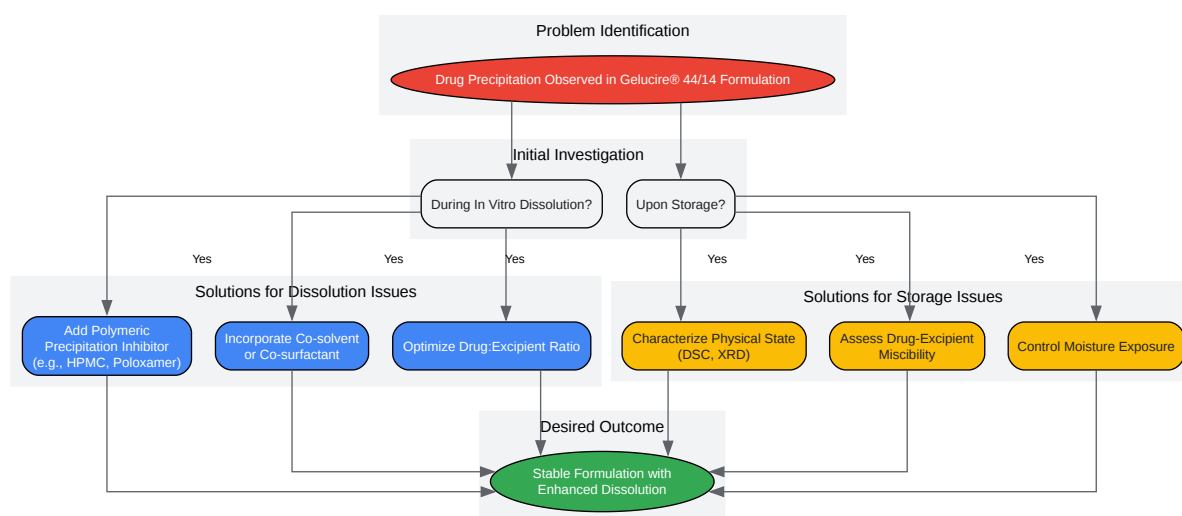 Problem Identification
Drug Precipitation Observed in Gelucire® 44/14 Formulation
Initial Investigation
During In Vitro Dissolution?
Upon Storage?
Yes
Yes
Yes
Yes
Yes
Yes
Solutions for Dissolution Issues
Solutions for Storage Issues
Add Polymeric
Precipitation Inhibitor
(e.g., HPMC, Poloxamer)
Incorporate Co-solvent
or Co-surfactant
Optimize Drug:Excipient Ratio
Characterize Physical State
(DSC, XRD)
Assess Drug-Excipient
Miscibility
Control Moisture Exposure
Desired Outcome
Stable Formulation with
Enhanced Dissolution